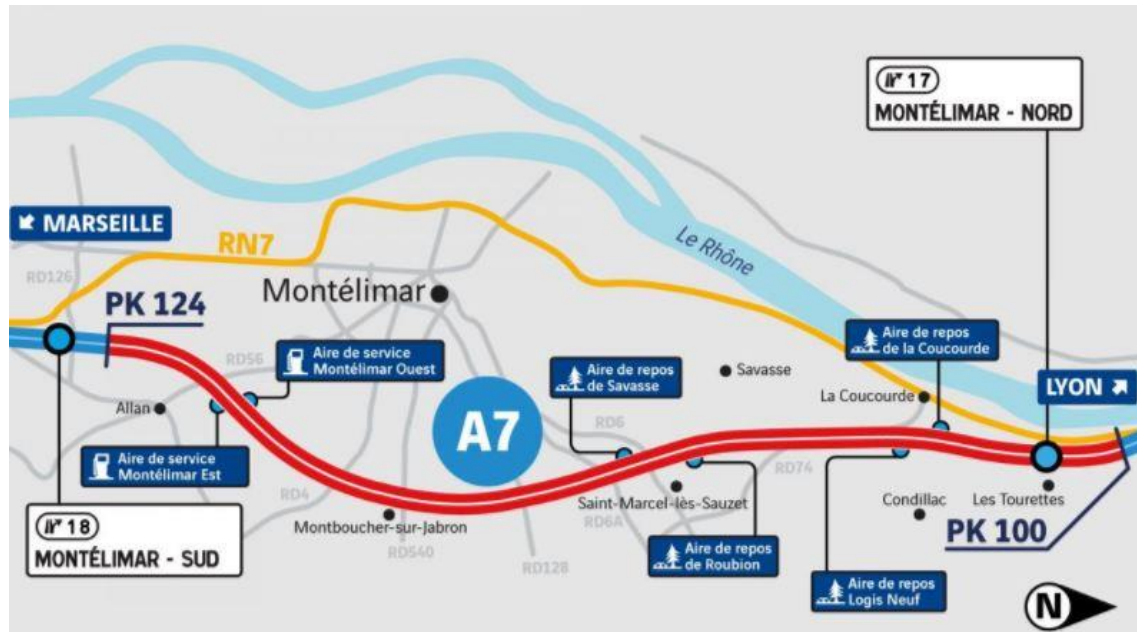 17
MONTÉLIMAR - NORD
MARSEILLE
RN7
Le Rhône
RD126
PK 124
Montélimar
Aire de service
Montélimar Ouest
RD56
Aire de repos
de Savasse
Savasse
Aire de repos
de la Coucourde
La Coucourde
LYON
Allan
A7
RD6
Aire de service
Montélimar Est
RD4
RD74
Saint-Marcel-lès-Sauzet
Condillac
Les Tourettes
18
MONTÉLIMAR - SUD
Montboucher-sur-Jabron
RD6A
RD540
RD128
Aire de repos
de Roubion
Aire de repos
Logis Neuf
PK 100
N